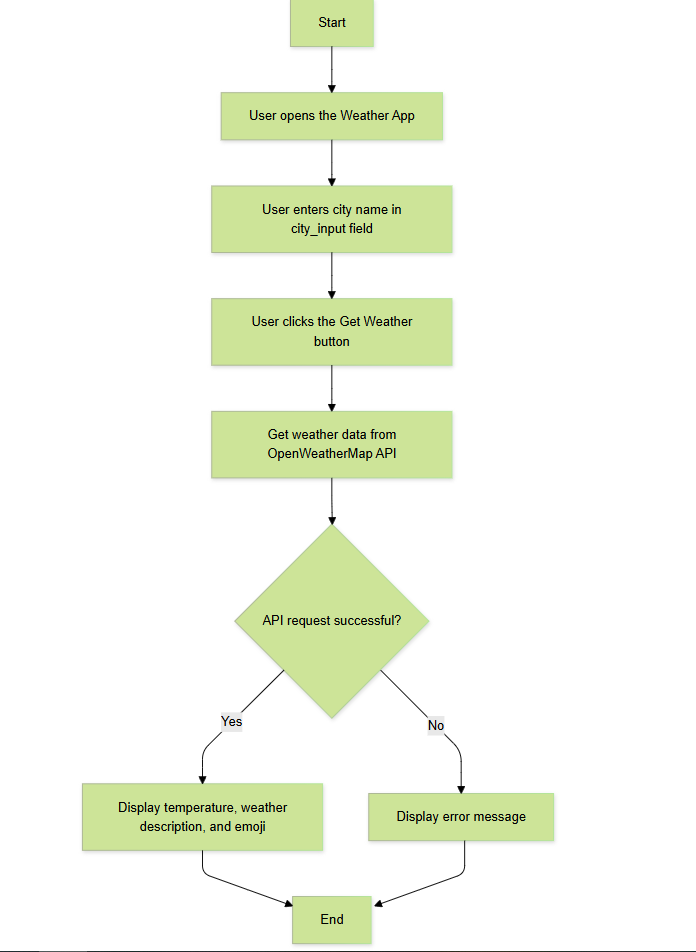 Start
User opens the Weather App
User enters city name in
city_input field
User clicks the Get Weather
button
Get weather data from
OpenWeatherMap API
API request successful?
Yes
No
Display temperature, weather
description, and emoji
Display error message
End